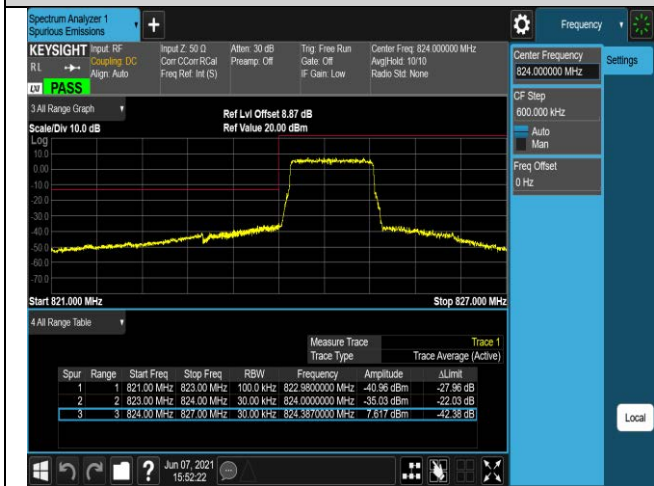 Spectrum Analyzer 1
Spurious Emissions
+
Frequency
KEYSIGHT
RL
PASS
Input: RF
Coupling: DC
Align: Auto
Input Z: 50 Ω
Corr CCorr RCal
Freq Ref: Int (S)
Atten: 30 dB
Preamp: Off
Trig: Free Run
Gate: Off
IF Gain: Low
Center Freq: 824.000000 MHz
Avg|Hold: 10/10
Radio Std: None
Center Frequency
824.000000 MHz
Settings
CF Step
600.000 kHz
Auto
Man
Freq Offset
0 Hz
3 All Range Graph
Scale/Div 10.0 dB
Ref Lvl Offset 8.87 dB
Ref Value 20.00 dBm
Log
10.0
0.00
-10.0
-20.0
-30.0
-40.0
-50.0
-60.0
-70.0
Start 821.000 MHz
Stop 827.000 MHz
4 All Range Table
Measure Trace Trace 1
Trace Type Trace Average (Active)
Spur Range Start Freq Stop Freq RBW Frequency Amplitude ΔLimit
1 1 821.00 MHz 823.00 MHz 100.0 kHz 822.9800000 MHz -40.96 dBm -27.96 dB
2 2 823.00 MHz 824.00 MHz 30.00 kHz 824.0000000 MHz -35.03 dBm -22.03 dB
3 3 824.00 MHz 827.00 MHz 30.00 kHz 824.3870000 MHz 7.617 dBm -42.38 dB
Local
?
Jun 07, 2021
15:52:22